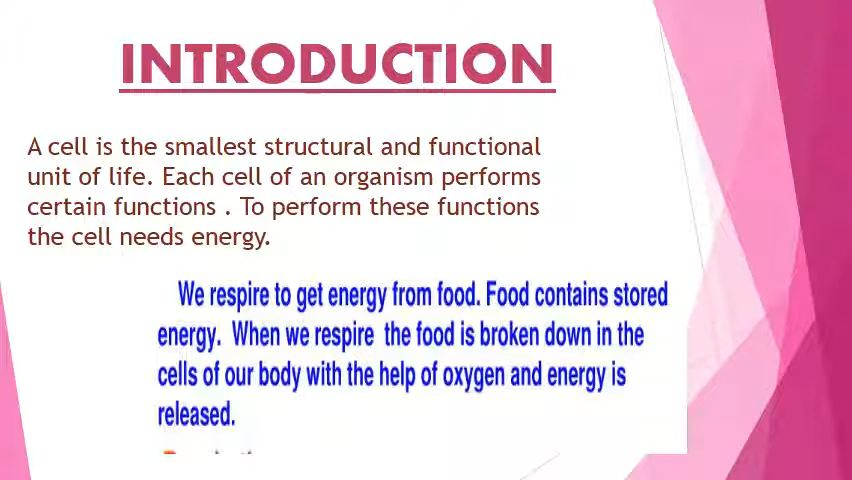 INTRODUCTION
A cell is the smallest structural and functional
unit of life. Each cell of an organism performs
certain functions . To perform these functions
the cell needs energy.
We respire to get energy from food. Food contains stored
energy. When we respire the food is broken down in the
cells of our body with the help of oxygen and energy is
released.